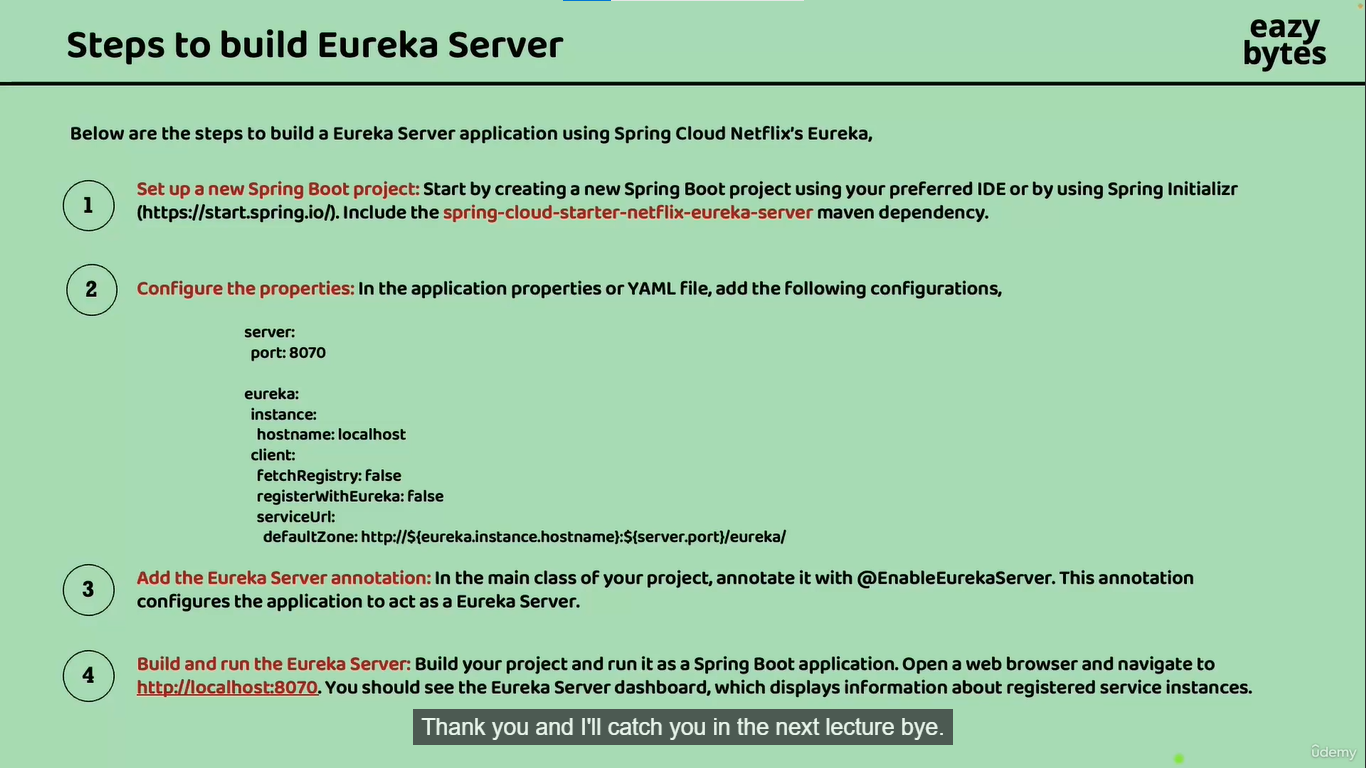 Steps to build Eureka Server
eazy
bytes
Below are the steps to build a Eureka Server application using Spring Cloud Netflix's Eureka,
1
Set up a new Spring Boot project: Start by creating a new Spring Boot project using your preferred IDE or by using Spring Initializr
(https://start.spring.io/). Include the spring-cloud-starter-netflix-eureka-server maven dependency.
2
Configure the properties: In the application properties or YAML file, add the following configurations,
server:
  port: 8070
eureka:
  instance:
    hostname: localhost
  client:
    fetchRegistry: false
    registerWithEureka: false
    serviceUrl:
      defaultZone: http://${eureka.instance.hostname}:${server.port}/eureka/
3
Add the Eureka Server annotation: In the main class of your project, annotate it with @EnableEurekaServer. This annotation
configures the application to act as a Eureka Server.
4
Build and run the Eureka Server: Build your project and run it as a Spring Boot application. Open a web browser and navigate to
http://localhost:8070. You should see the Eureka Server dashboard, which displays information about registered service instances.
Thank you and I'll catch you in the next lecture bye.
ûdemy